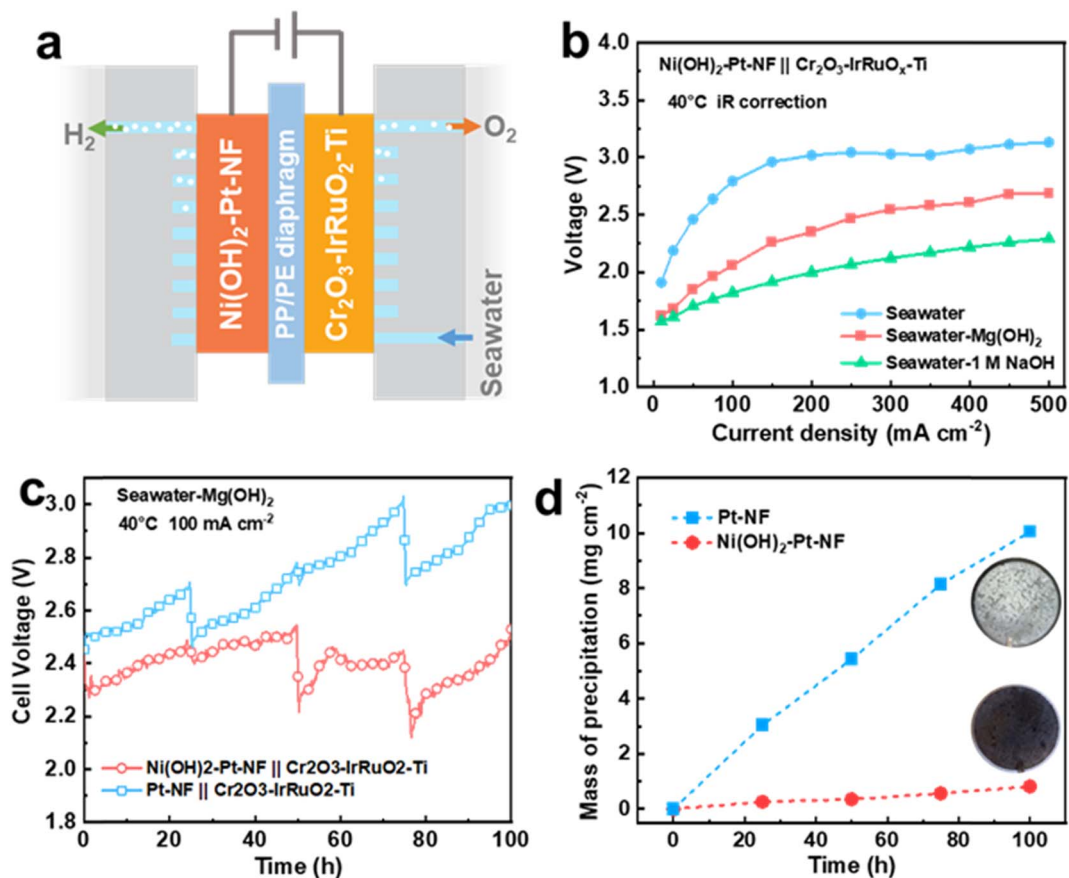 a
H₂
O₂
Ni(OH)₂-Pt-NF
PP/PE diaphragm
Cr₂O₃-IrRuO₂-Ti
Seawater
b
Ni(OH)₂-Pt-NF || Cr₂O₃-IrRuOₓ-Ti
40°C iR correction
4.0
3.5
3.0
2.5
2.0
1.5
1.0
Voltage (V)
Seawater
Seawater-Mg(OH)₂
Seawater-1 M NaOH
0 100 200 300 400 500
Current density (mA cm⁻²)
c
Seawater-Mg(OH)₂
40°C 100 mA cm⁻²
3.0
2.8
2.6
2.4
2.2
2.0
1.8
Cell Voltage (V)
Ni(OH)2-Pt-NF || Cr2O3-IrRuO2-Ti
Pt-NF || Cr2O3-IrRuO2-Ti
0 20 40 60 80 100
Time (h)
d
12
10
8
6
4
2
0
Mass of precipitation (mg cm⁻²)
Pt-NF
Ni(OH)₂-Pt-NF
0 20 40 60 80 100
Time (h)